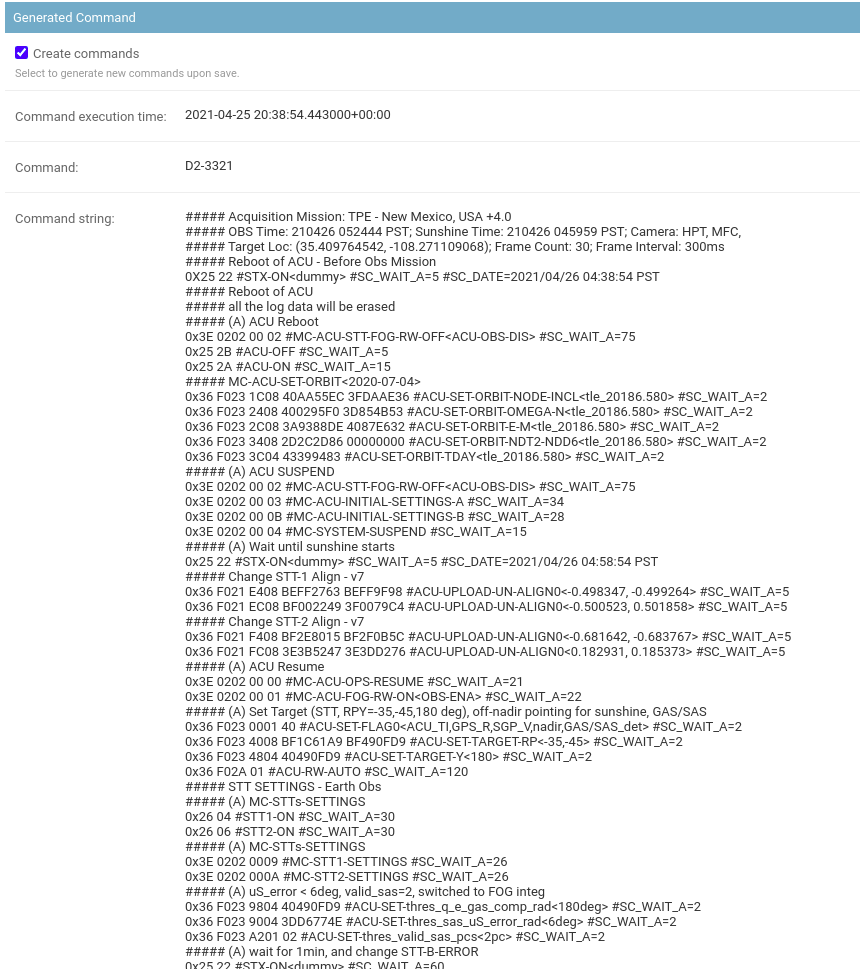 Generated Command
Create commands
Select to generate new commands upon save.
Command execution time: 2021-04-25 20:38:54.443000+00:00
Command: D2-3321
Command string: ##### Acquisition Mission: TPE - New Mexico, USA +4.0
##### OBS Time: 210426 052444 PST; Sunshine Time: 210426 045959 PST; Camera: HPT, MFC,
##### Target Loc: (35.409764542, -108.271109068); Frame Count: 30; Frame Interval: 300ms
##### Reboot of ACU - Before Obs Mission
0X25 22 #STX-ON<dummy> #SC_WAIT_A=5 #SC_DATE=2021/04/26 04:38:54 PST
##### Reboot of ACU
##### all the log data will be erased
##### (A) ACU Reboot
0x3E 0202 00 02 #MC-ACU-STT-FOG-RW-OFF<ACU-OBS-DIS> #SC_WAIT_A=75
0x25 2B #ACU-OFF #SC_WAIT_A=5
0x25 2A #ACU-ON #SC_WAIT_A=15
##### MC-ACU-SET-ORBIT<2020-07-04>
0x36 F023 1C08 40AA55EC 3FDAAE36 #ACU-SET-ORBIT-NODE-INCL<tle_20186.580> #SC_WAIT_A=2
0x36 F023 2408 400295F0 3D854B53 #ACU-SET-ORBIT-OMEGA-N<tle_20186.580> #SC_WAIT_A=2
0x36 F023 2C08 3A9388DE 4087E632 #ACU-SET-ORBIT-E-M<tle_20186.580> #SC_WAIT_A=2
0x36 F023 3408 2D2C2D86 00000000 #ACU-SET-ORBIT-NDT2-NDD6<tle_20186.580> #SC_WAIT_A=2
0x36 F023 3C04 43399483 #ACU-SET-ORBIT-TDAY<tle_20186.580> #SC_WAIT_A=2
##### (A) ACU SUSPEND
0x3E 0202 00 02 #MC-ACU-STT-FOG-RW-OFF<ACU-OBS-DIS> #SC_WAIT_A=75
0x3E 0202 00 03 #MC-ACU-INITIAL-SETTINGS-A #SC_WAIT_A=34
0x3E 0202 00 0B #MC-ACU-INITIAL-SETTINGS-B #SC_WAIT_A=28
0x3E 0202 00 04 #MC-SYSTEM-SUSPEND #SC_WAIT_A=15
##### (A) Wait until sunshine starts
0x25 22 #STX-ON<dummy> #SC_WAIT_A=5 #SC_DATE=2021/04/26 04:58:54 PST
##### Change STT-1 Align - v7
0x36 F021 E408 BEFF2763 BEFF9F98 #ACU-UPLOAD-UN-ALIGN0<-0.498347, -0.499264> #SC_WAIT_A=5
0x36 F021 EC08 BF002249 3F0079C4 #ACU-UPLOAD-UN-ALIGN0<-0.500523, 0.501858> #SC_WAIT_A=5
##### Change STT-2 Align - v7
0x36 F021 F408 BF2E8015 BF2F0B5C #ACU-UPLOAD-UN-ALIGN0<-0.681642, -0.683767> #SC_WAIT_A=5
0x36 F021 FC08 3E3B5247 3E3DD276 #ACU-UPLOAD-UN-ALIGN0<0.182931, 0.185373> #SC_WAIT_A=5
##### (A) ACU Resume
0x3E 0202 00 00 #MC-ACU-OPS-RESUME #SC_WAIT_A=21
0x3E 0202 00 01 #MC-ACU-FOG-RW-ON<OBS-ENA> #SC_WAIT_A=22
##### (A) Set Target (STT, RPY=-35,-45,180 deg), off-nadir pointing for sunshine, GAS/SAS
0x36 F023 0001 40 #ACU-SET-FLAG0<ACU_TI,GPS_R,SGP_V,nadir,GAS/SAS_det> #SC_WAIT_A=2
0x36 F023 4008 BF1C61A9 BF490FD9 #ACU-SET-TARGET-RP<-35,-45> #SC_WAIT_A=2
0x36 F023 4804 40490FD9 #ACU-SET-TARGET-Y<180> #SC_WAIT_A=2
0x36 F02A 01 #ACU-RW-AUTO #SC_WAIT_A=120
##### STT SETTINGS - Earth Obs
##### (A) MC-STTs-SETTINGS
0x26 04 #STT1-ON #SC_WAIT_A=30
0x26 06 #STT2-ON #SC_WAIT_A=30
##### (A) MC-STTs-SETTINGS
0x3E 0202 0009 #MC-STT1-SETTINGS #SC_WAIT_A=26
0x3E 0202 000A #MC-STT2-SETTINGS #SC_WAIT_A=26
##### (A) uS_error < 6deg, valid_sas=2, switched to FOG integ
0x36 F023 9804 40490FD9 #ACU-SET-thres_q_e_gas_comp_rad<180deg> #SC_WAIT_A=2
0x36 F023 9004 3DD6774E #ACU-SET-thres_sas_uS_error_rad<6deg> #SC_WAIT_A=2
0x36 F023 A201 02 #ACU-SET-thres_valid_sas_pcs<2pc> #SC_WAIT_A=2
##### (A) wait for 1min, and change STT-B-ERROR
0x25 22 #STX-ON<dummy> #SC_WAIT_A=60